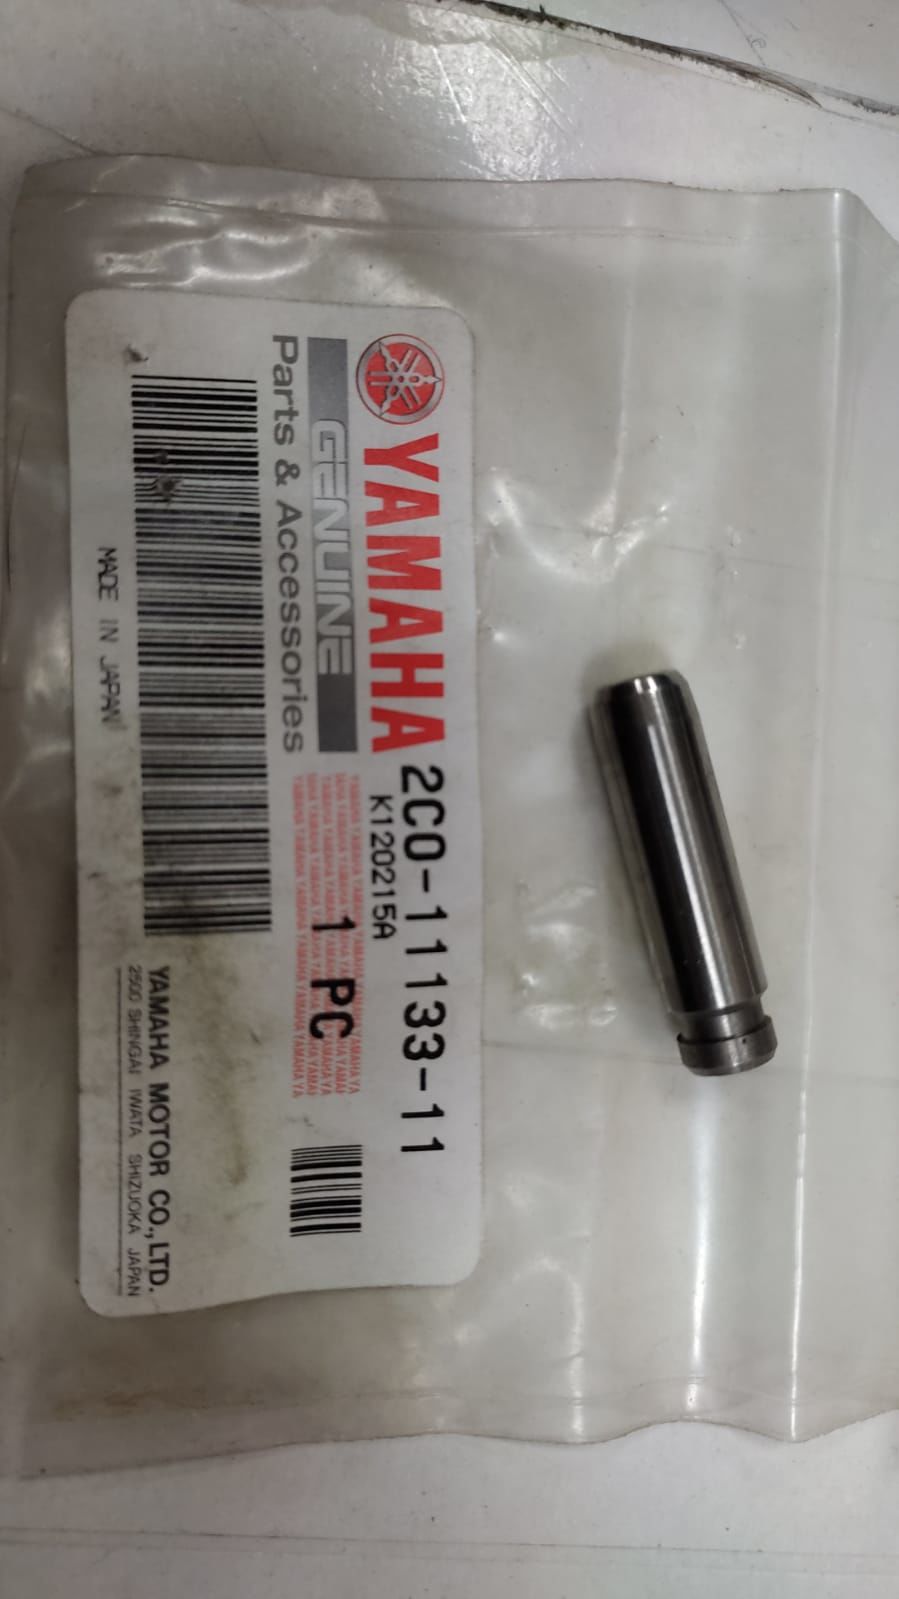 YAMAHA
GENUINE
Parts & Accessories
2C0-11133-11
K120215A
1 PC
MADE IN JAPAN
YAMAHA MOTOR CO., LTD.
2500 SHINGAI IWATA SHIZUOKA JAPAN